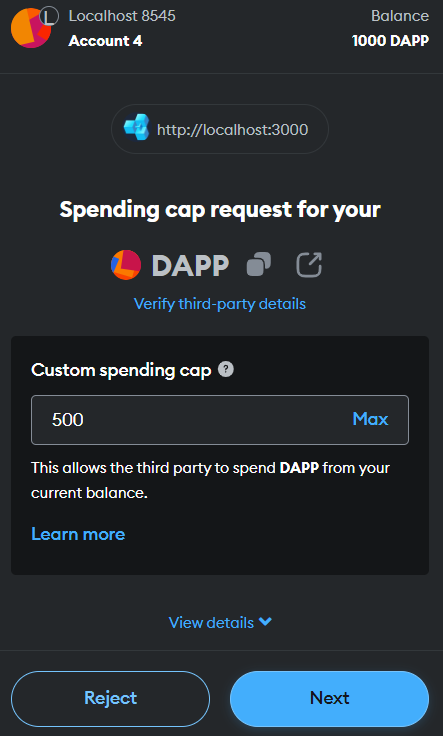 Localhost 8545
Balance
L
Account 4
1000 DAPP
http://localhost:3000
Spending cap request for your
DAPP
Verify third-party details
Custom spending cap ?
500
Max
This allows the third party to spend DAPP from your
current balance.
Learn more
View details
Reject
Next